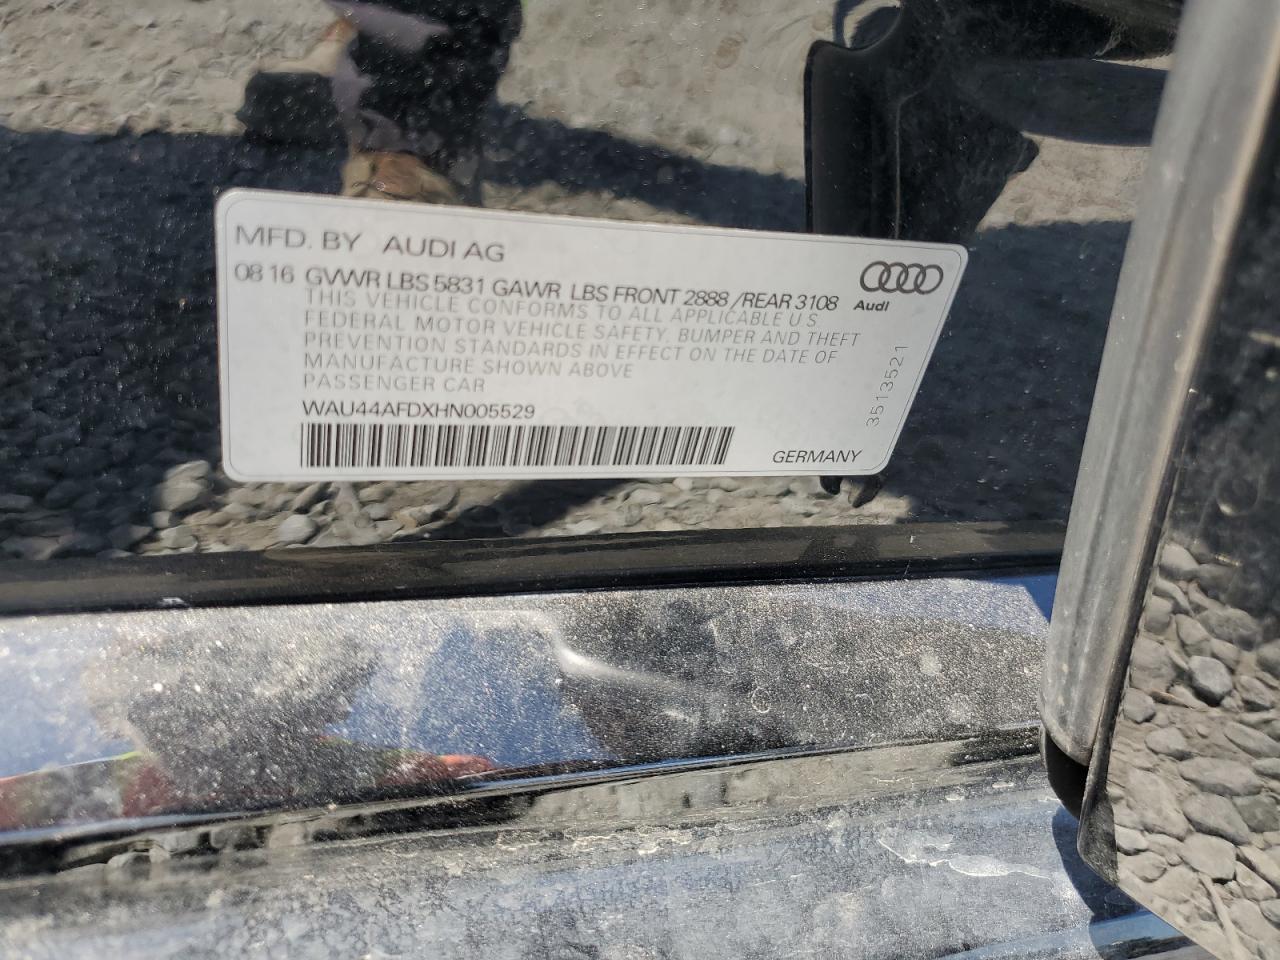 MFD. BY AUDI AG
08 16 GVWR LBS 5831 GAWR LBS FRONT 2888 /REAR 3108
Audi
THIS VEHICLE CONFORMS TO ALL APPLICABLE U S
FEDERAL MOTOR VEHICLE SAFETY, BUMPER AND THEFT
PREVENTION STANDARDS IN EFFECT ON THE DATE OF
MANUFACTURE SHOWN ABOVE
PASSENGER CAR
WAU44AFDXHN005529
GERMANY
3513521